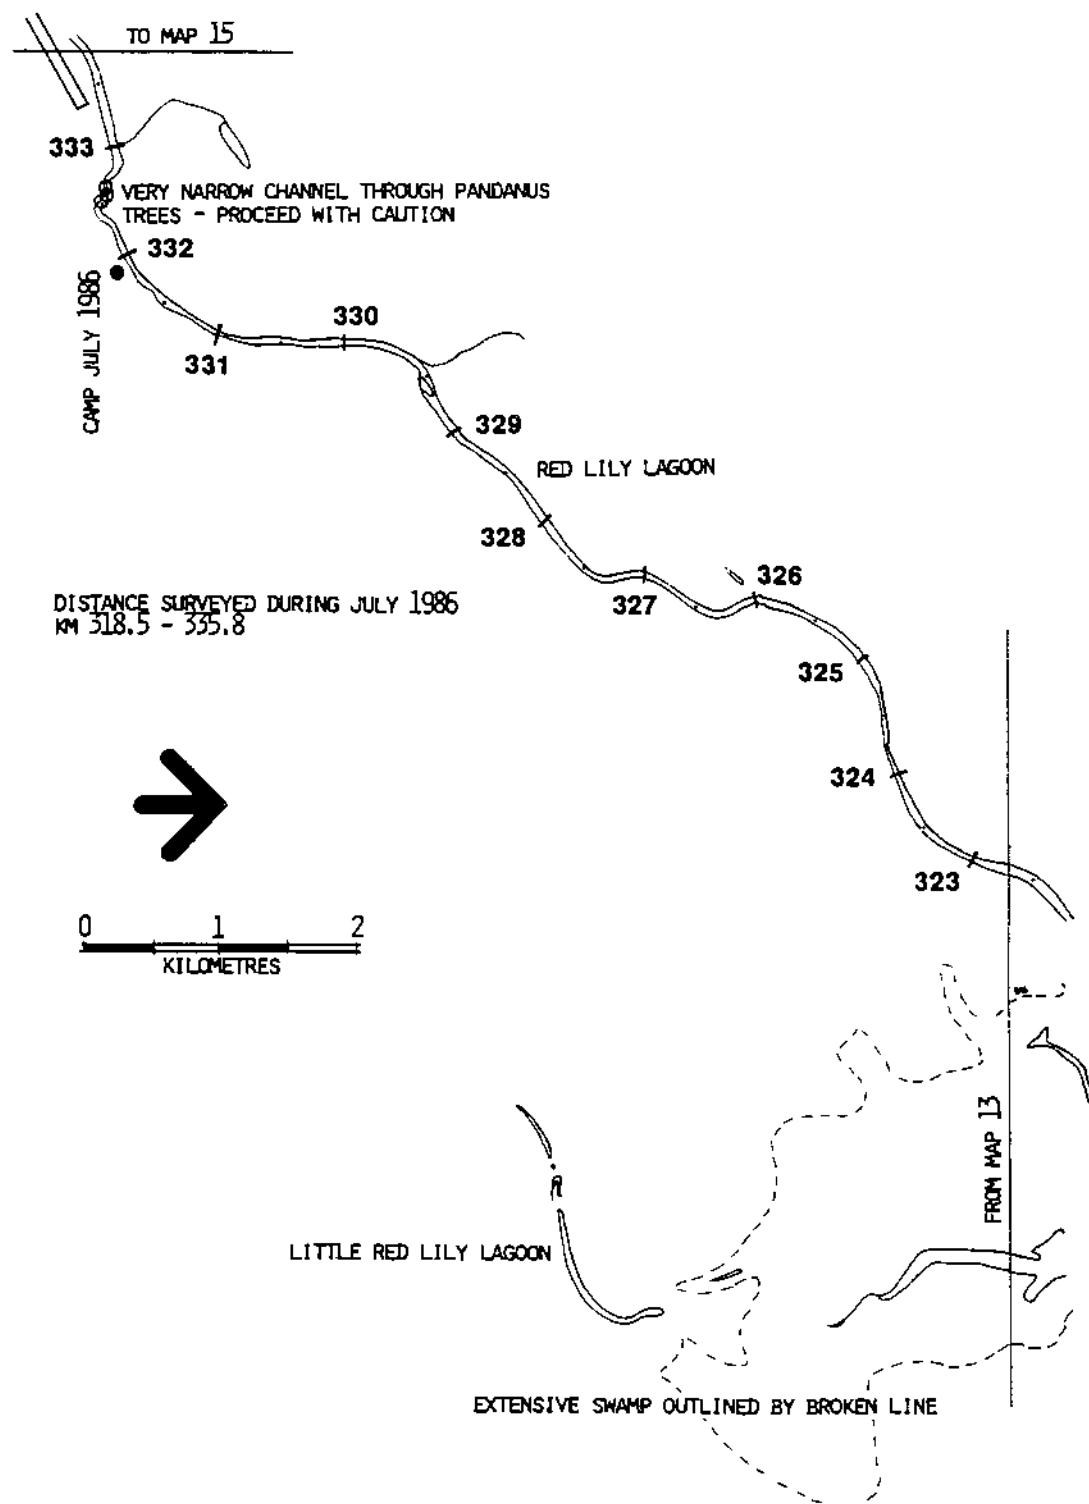 TO MAP 15
333
VERY NARROW CHANNEL THROUGH PANDANUS
TREES - PROCEED WITH CAUTION
332
CAMP JULY 1986
330
331
329
RED LILY LAGOON
328
326
327
DISTANCE SURVEYED DURING JULY 1986
KM 318.5 - 335.8
325
324
323
0 1 2
KILOMETRES
FROM MAP 13
LITTLE RED LILY LAGOON
EXTENSIVE SWAMP OUTLINED BY BROKEN LINE